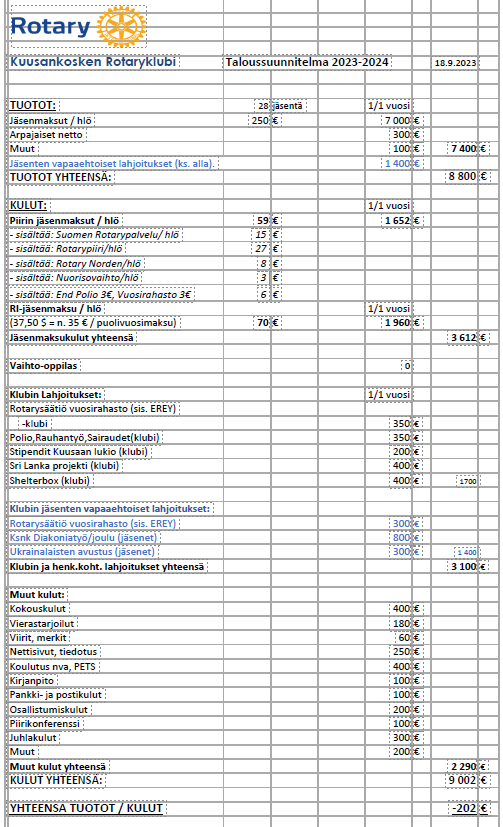 Rotary
Kuusankosken Rotaryklubi Taloussuunnitelma 2023-2024 18.9.2023
TUOTOT: 28 jäsentä 1/1 vuosi
Jäsenmaksut / hlö 250 € 7 000 €
Arpajaiset netto 300 €
Muut 100 € 7 400 €
Jäsenten vapaaehtoiset lahjoitukset (ks. alla). 1 400 €
TUOTOT YHTEENSÄ: 8 800 €
KULUT: 1/1 vuosi
Piirin jäsenmaksut / hlö 59 € 1 652 €
- sisältää: Suomen Rotarypalvelu/ hlö 15 €
- sisältää: Rotarypiiri/hlö 27 €
- sisältää: Rotary Norden/hlö 8 €
- sisältää: Nuorisovaihto/hlö 3 €
- sisältää: End Polio 3€, Vuosirahasto 3€ 6 €
RI-jäsenmaksu / hlö 1/1 vuosi
(37,50 $ = n. 35 € / puolivuosimaksu) 70 € 1 960 €
Jäsenmaksukulut yhteensä 3 612 €
Vaihto-oppilas 0
Klubin Lahjoitukset: 1/1 vuosi
Rotarysäätiö vuosirahasto (sis. EREY)
-klubi 350 €
Polio,Rauhantyö,Sairaudet(klubi) 350 €
Stipendit Kuusaan lukio (klubi) 200 €
Sri Lanka projekti (klubi) 400 €
Shelterbox (klubi) 400 € 1700
Klubin jäsenten vapaaehtoiset lahjoitukset:
Rotarysäätiö vuosirahasto (sis. EREY) 300 €
Ksnk Diakoniatyö/joulu (jäsenet) 800 €
Ukrainalaisten avustus (jäsenet) 300 € 1 400
Klubin ja henk.koht. lahjoitukset yhteensä 3 100 €
Muut kulut:
Kokouskulut 400 €
Vierastarjoilut 180 €
Viirit, merkit 60 €
Nettisivut, tiedotus 250 €
Koulutus nva, PETS 400 €
Kirjanpito 100 €
Pankki- ja postikulut 100 €
Osallistumiskulut 200 €
Piirikonferenssi 100 €
Juhlakulut 300 €
Muut 200 €
Muut kulut yhteensä 2 290 €
KULUT YHTEENSÄ: 9 002 €
YHTEENSA TUOTOT / KULUT -202 €